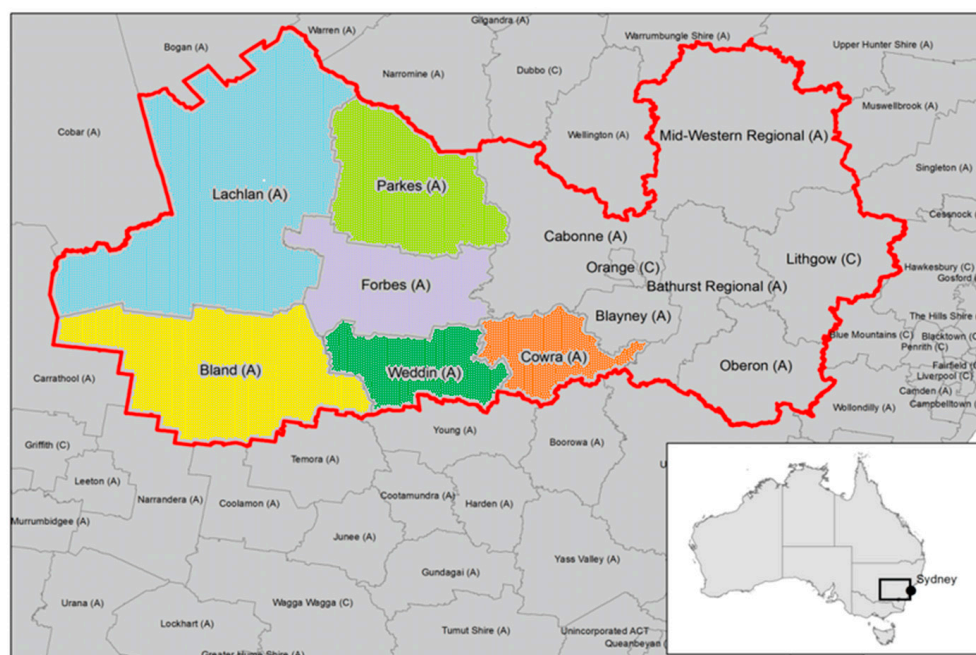 Gilgandra (A)
Warren (A)
Warrumbungle Shire (A)
Bogan (A)
Upper Hunter Shire (A)
Narromine (A)
Dubbo (C)
Muswellbrook (A)
Cobar (A)
Wellington (A)
Mid-Western Regional (A)
Singleton (A)
Parkes (A)
Lachlan (A)
Cessnock (
Cabonne (A)
Lithgow (C)
Orange (C)
Hawkesbury (C)
Gosford (
Forbes (A)
Bathurst Regional (A)
Blayney (A)
The Hills Shire (
Blue Mountains (C)
Blacktown (C
Penrith (C)
Cowra (A)
Oberon (A)
Fairfield (C
Bland (A)
Weddin (A)
Liverpool (C)
Carrathool (A)
Camden (A)
Campbelltown (
Wollondilly (A)
Young (A)
Boorowa (A)
Griffith (C)
Temora (A)
Leeton (A)
Narrandera (A)
Coolamon (A)
Cootamundra (A)
Harden (A)
Murrumbidgee (A)
Junee (A)
Yass Valley (A)
Gundagai (A)
Sydney
Urana (A)
Wagga Wagga (C)
Lockhart (A)
Tumut Shire (A)
Unincorporated ACT
Queanbeyan (
Greater Hume Shire (A)